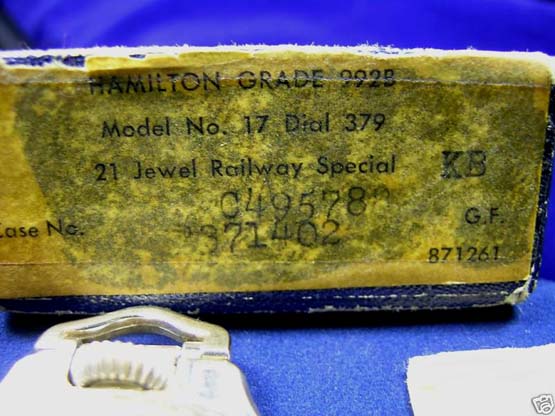 HAMILTON GRADE 992B
Model No. 17 Dial 379
21 Jewel Railway Special KB
G.F.
Case No. 871261